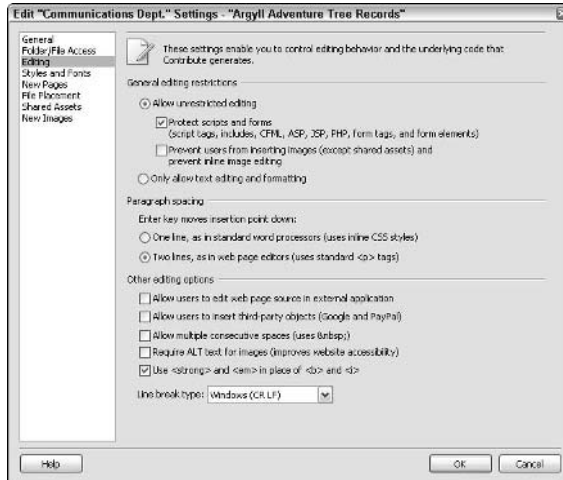 Edit "Communications Dept." Settings - "Argyll Adventure Tree Records"
General
Folder/File Access
Editing
Styles and Fonts
New Pages
File Placement
Shared Assets
New Images
These settings enable you to control editing behavior and the underlying code that
Contribute generates.
General editing restrictions
Allow unrestricted editing
Protect scripts and forms
(script tags, includes, CFML, ASP, JSP, PHP, form tags, and form elements)
Prevent users from inserting images (except shared assets) and
prevent inline image editing
Only allow text editing and formatting
Paragraph spacing
Enter key moves insertion point down:
One line, as in standard word processors (uses inline CSS styles)
Two lines, as in web page editors (uses standard <p> tags)
Other editing options
Allow users to edit web page source in external application
Allow users to insert third-party objects (Google and PayPal)
Allow multiple consecutive spaces (uses &nbsp;)
Require ALT text for images (improves website accessibility)
Use <strong> and <em> in place of <b> and <i>
Line break type: Windows (CR LF)
Help
OK
Cancel